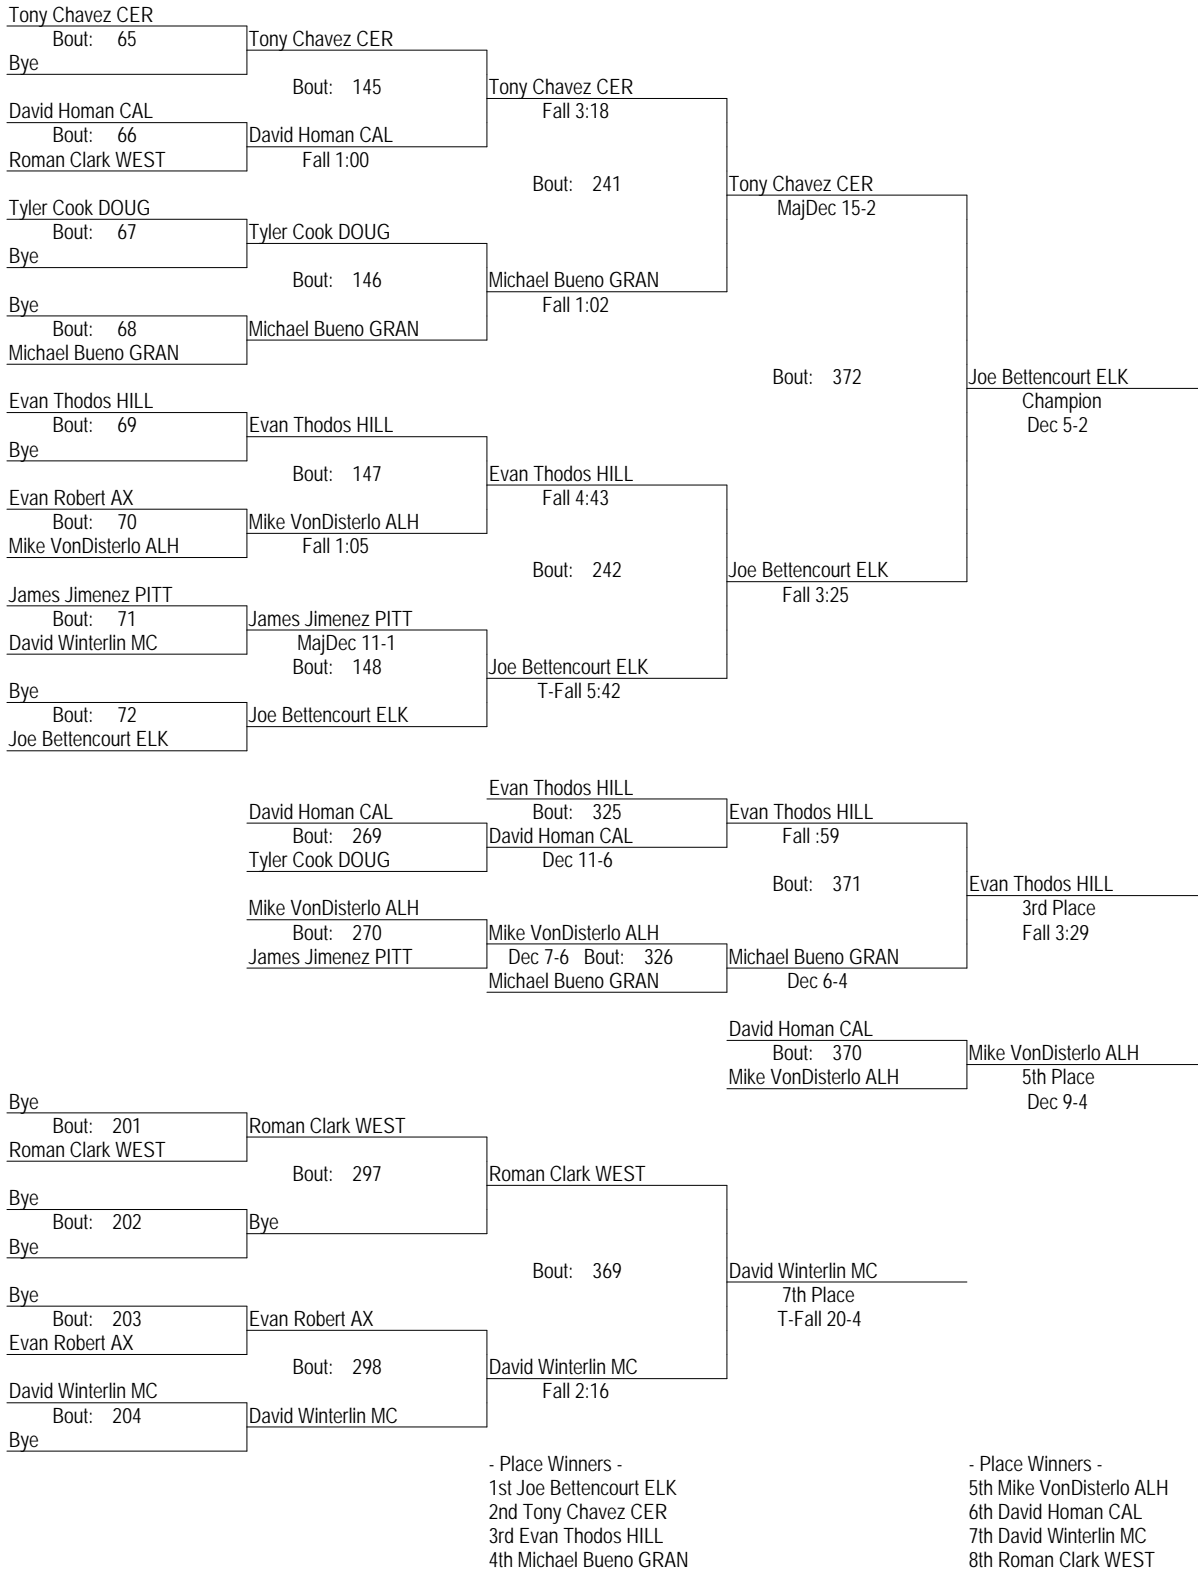 Tony Chavez CER
Bout: 65
Tony Chavez CER
Bye
Bout: 145
Tony Chavez CER
David Homan CAL
Fall 3:18
Bout: 66
David Homan CAL
Roman Clark WEST
Fall 1:00
Bout: 241
Tony Chavez CER
Tyler Cook DOUG
MajDec 15-2
Bout: 67
Tyler Cook DOUG
Bye
Bout: 146
Michael Bueno GRAN
Bye
Fall 1:02
Bout: 68
Michael Bueno GRAN
Michael Bueno GRAN
Bout: 372
Joe Bettencourt ELK
Evan Thodos HILL
Champion
Bout: 69
Evan Thodos HILL
Dec 5-2
Bye
Bout: 147
Evan Thodos HILL
Evan Robert AX
Fall 4:43
Bout: 70
Mike VonDisterlo ALH
Mike VonDisterlo ALH
Fall 1:05
Bout: 242
Joe Bettencourt ELK
James Jimenez PITT
Fall 3:25
Bout: 71
James Jimenez PITT
David Winterlin MC
MajDec 11-1
Bout: 148
Joe Bettencourt ELK
Bye
T-Fall 5:42
Bout: 72
Joe Bettencourt ELK
Joe Bettencourt ELK
Evan Thodos HILL
David Homan CAL
Bout: 325
Evan Thodos HILL
Bout: 269
David Homan CAL
Fall :59
Tyler Cook DOUG
Dec 11-6
Bout: 371
Evan Thodos HILL
Mike VonDisterlo ALH
3rd Place
Bout: 270
Mike VonDisterlo ALH
Fall 3:29
James Jimenez PITT
Dec 7-6 Bout: 326
Michael Bueno GRAN
Michael Bueno GRAN
Dec 6-4
David Homan CAL
Bout: 370
Mike VonDisterlo ALH
Mike VonDisterlo ALH
5th Place
Dec 9-4
Bye
Bout: 201
Roman Clark WEST
Roman Clark WEST
Bout: 297
Roman Clark WEST
Bye
Bout: 202
Bye
Bye
Bout: 369
David Winterlin MC
Bye
7th Place
Bout: 203
Evan Robert AX
T-Fall 20-4
Evan Robert AX
Bout: 298
David Winterlin MC
David Winterlin MC
Fall 2:16
Bout: 204
David Winterlin MC
Bye
- Place Winners -
1st Joe Bettencourt ELK
2nd Tony Chavez CER
3rd Evan Thodos HILL
4th Michael Bueno GRAN
- Place Winners -
5th Mike VonDisterlo ALH
6th David Homan CAL
7th David Winterlin MC
8th Roman Clark WEST